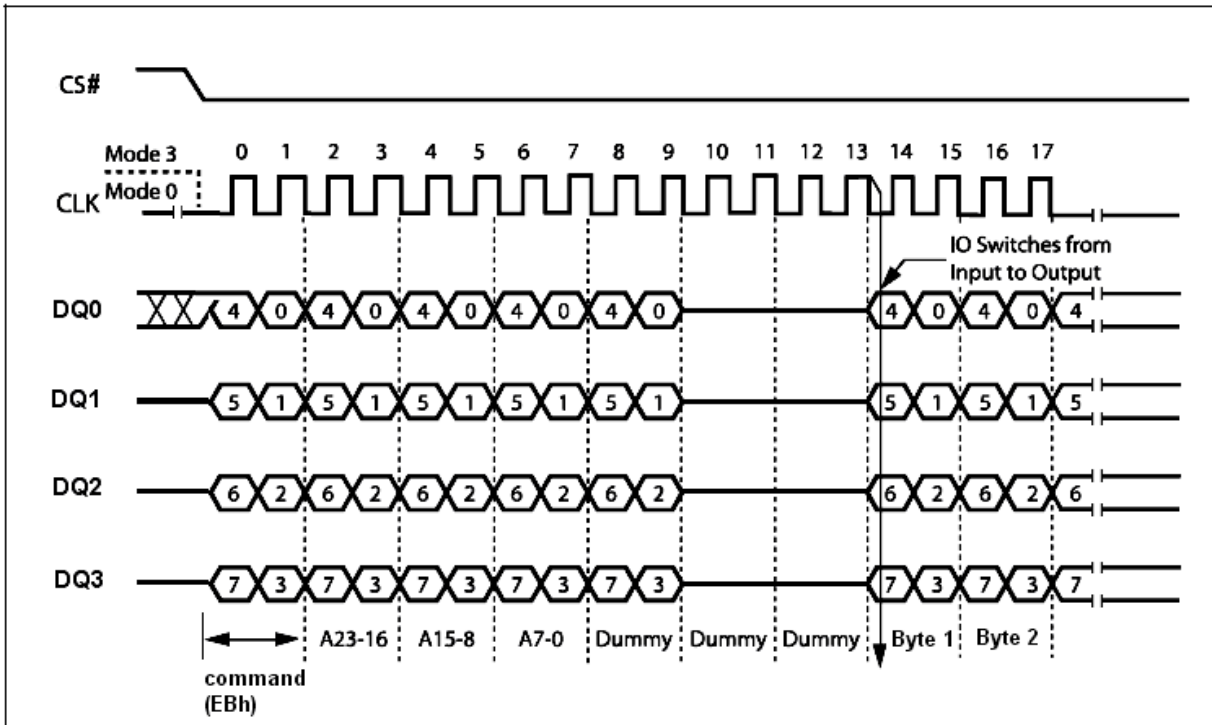 CS#
Mode 3 0 1 2 3 4 5 6 7 8 9 10 11 12 13 14 15 16 17
Mode 0
CLK
IO Switches from
Input to Output
DQ0 4 0 4 0 4 0 4 0 4 0 4 0 4 0 4
DQ1 5 1 5 1 5 1 5 1 5 1 5 1 5 1 5
DQ2 6 2 6 2 6 2 6 2 6 2 6 2 6 2 6
DQ3 7 3 7 3 7 3 7 3 7 3 7 3 7 3 7
A23-16 A15-8 A7-0 Dummy Dummy Dummy Byte 1 Byte 2
command
(EBh)